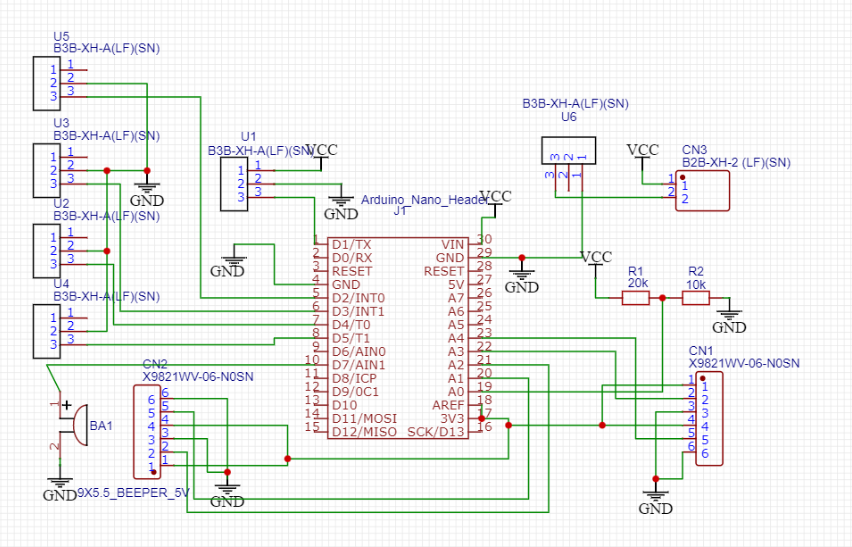 U5
B3B-XH-A(LF)(SN)
1 1
2 2
3 3
U3
B3B-XH-A(LF)(SN)
1 1
2 2
3 3
GND
U2
B3B-XH-A(LF)(SN)
1 1
2 2
3 3
U4
B3B-XH-A(LF)(SN)
1 1
2 2
3 3
U1
B3B-XH-A(LF)(SN)
VCC
1 1
2 2
3 3
GND
GND
Arduino_Nano_Header
J1
VCC
1 D1/TX VIN 30
2 D0/RX GND 29
3 RESET RESET 28
4 GND 5V 27
5 D2/INT0 A7 26
6 D3/INT1 A6 25
7 D4/T0 A5 24
8 D5/T1 A4 23
9 D6/AIN0 A3 22
10 D7/AIN1 A2 21
11 D8/ICP A1 20
12 D9/0C1 A0 19
13 D10 AREF 18
14 D11/MOSI 3V3 17
15 D12/MISO SCK/D13 16
B3B-XH-A(LF)(SN)
U6
3 2 1
3 2 1
VCC
CN3
B2B-XH-2 (LF)(SN)
1 1
2 2
GND
VCC
R1
20k
R2
10k
GND
CN1
X9821WV-06-N0SN
1 1
2 2
3 3
4 4
5 5
6 6
GND
CN2
X9821WV-06-N0SN
6 6
5 5
4 4
3 3
2 2
1 1
GND
1 +
BA1
2
GND
9X5.5_BEEPER_5V